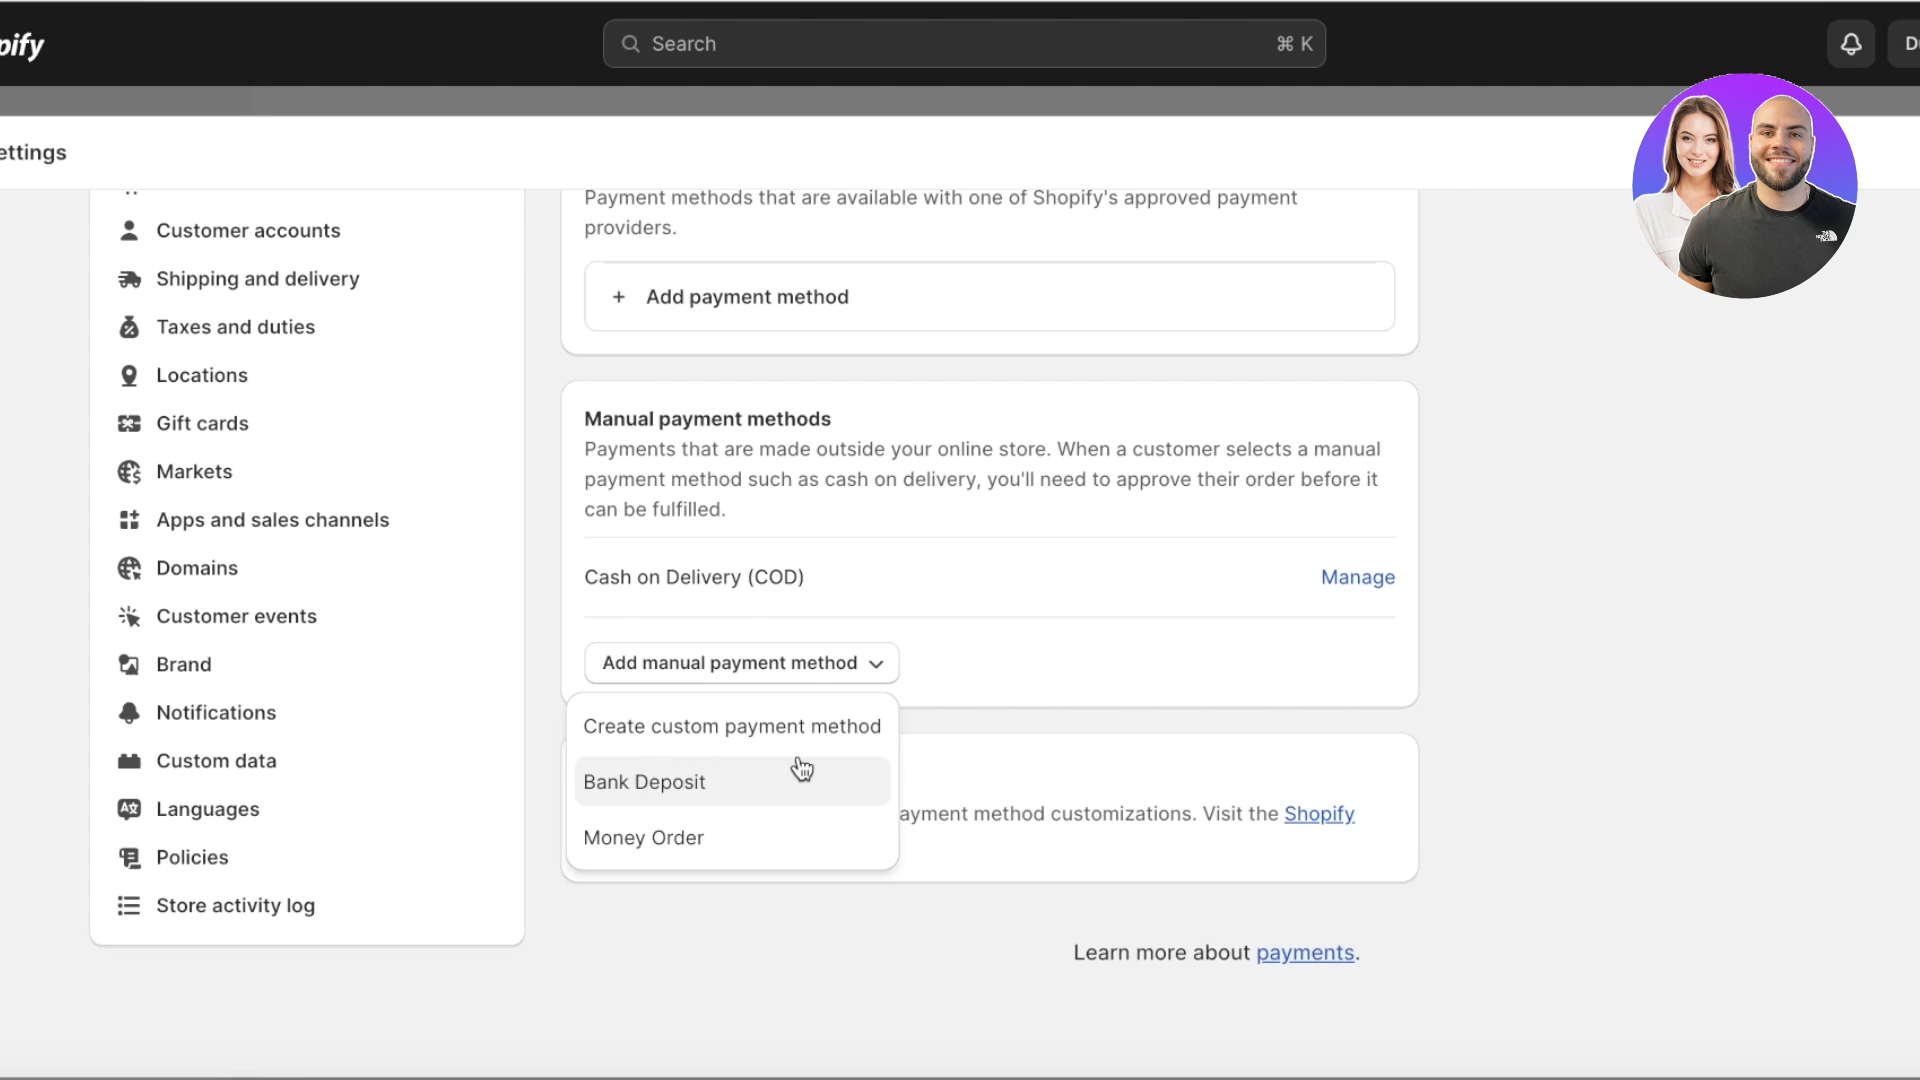 pify
Search
⌘ K
D
ettings
Customer accounts
Shipping and delivery
Taxes and duties
Locations
Gift cards
Markets
Apps and sales channels
Domains
Customer events
Brand
Notifications
Custom data
Languages
Policies
Store activity log
Payment methods that are available with one of Shopify's approved payment
providers.
+ Add payment method
Manual payment methods
Payments that are made outside your online store. When a customer selects a manual
payment method such as cash on delivery, you'll need to approve their order before it
can be fulfilled.
Cash on Delivery (COD)
Manage
Add manual payment method
Create custom payment method
Bank Deposit
Money Order
ayment method customizations. Visit the Shopify
Learn more about payments.